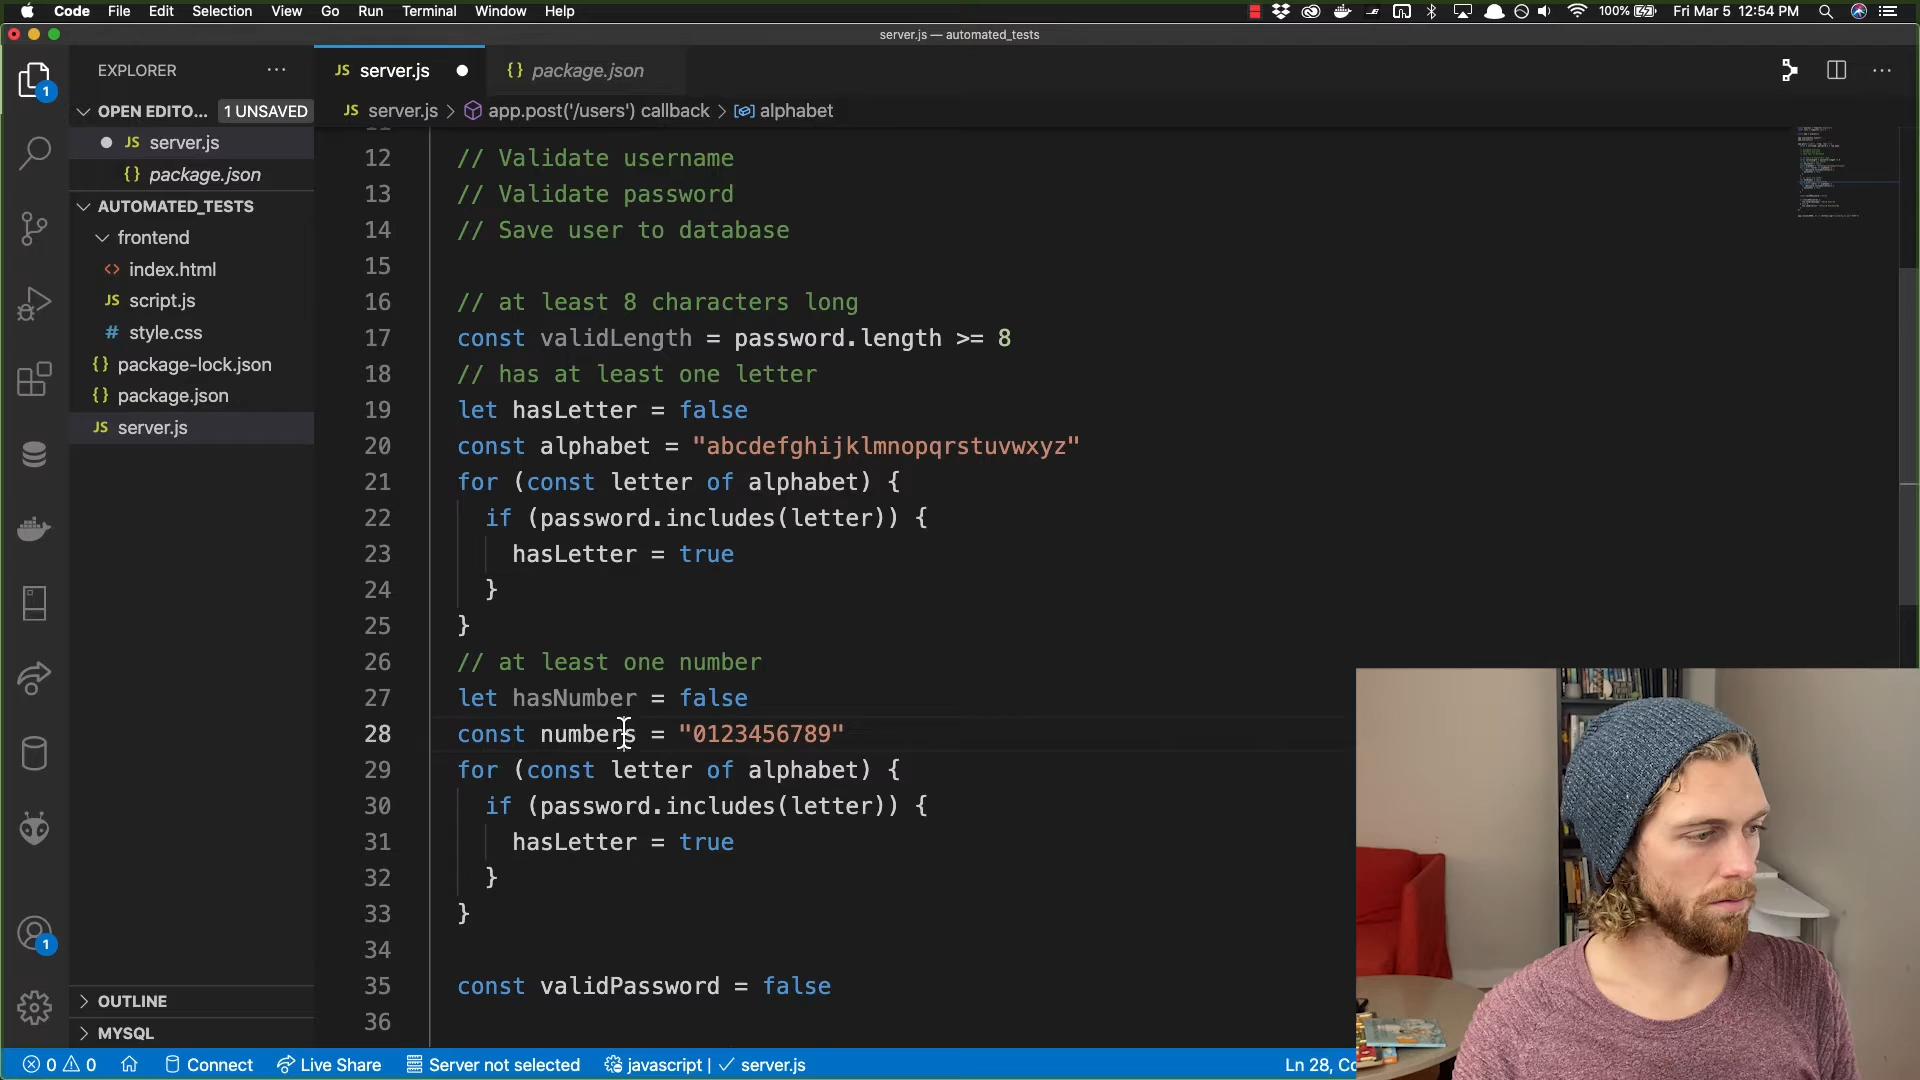 Code File Edit Selection View Go Run Terminal Window Help 100% Fri Mar 5 12:54 PM
server.js — automated_tests
EXPLORER ···
JS server.js {} package.json ···
1
OPEN EDITO... 1 UNSAVED
JS server.js > app.post('/users') callback > alphabet
JS server.js
{} package.json
AUTOMATED_TESTS
frontend
<> index.html
JS script.js
# style.css
{} package-lock.json
{} package.json
JS server.js
12 // Validate username
13 // Validate password
14 // Save user to database
15
16 // at least 8 characters long
17 const validLength = password.length >= 8
18 // has at least one letter
19 let hasLetter = false
20 const alphabet = "abcdefghijklmnopqrstuvwxyz"
21 for (const letter of alphabet) {
22 if (password.includes(letter)) {
23 hasLetter = true
24 }
25 }
26 // at least one number
27 let hasNumber = false
28 const numbers = "0123456789"
29 for (const letter of alphabet) {
30 if (password.includes(letter)) {
31 hasLetter = true
32 }
33 }
34
35 const validPassword = false
36
1
OUTLINE
MYSQL
0 0 Connect Live Share Server not selected javascript | ✓ server.js Ln 28, Co